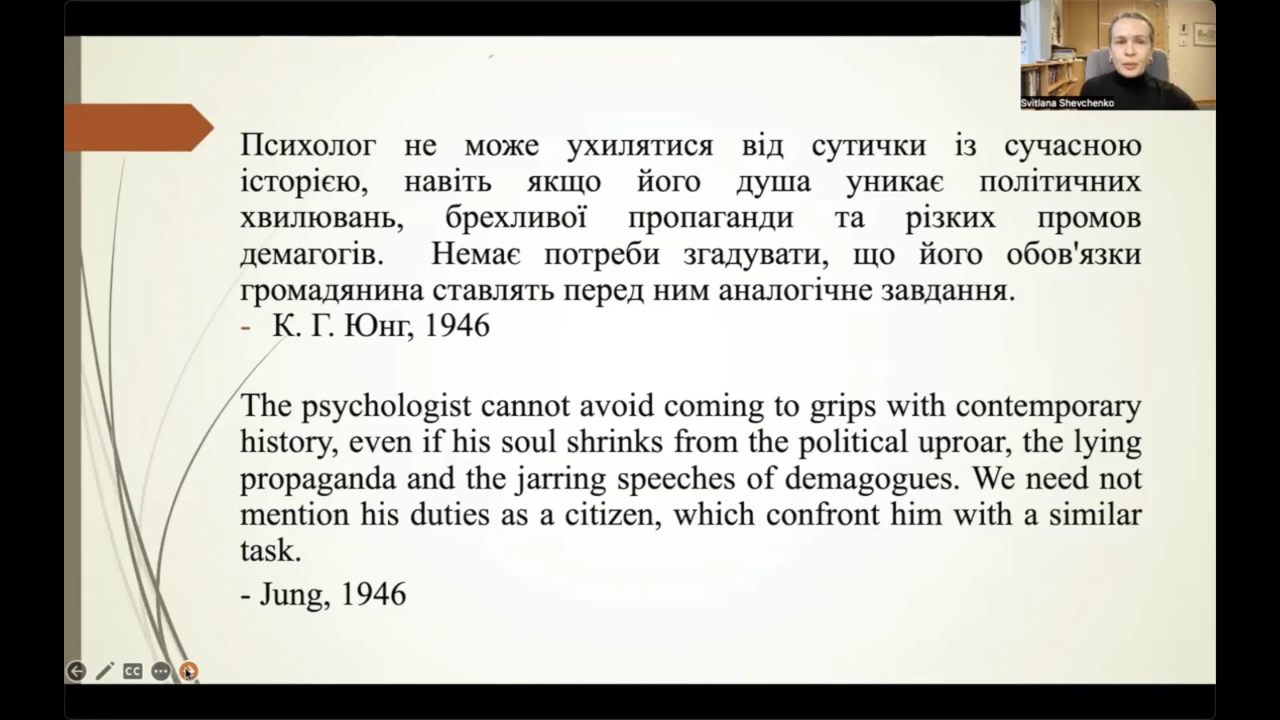 Svitlana Shevchenko
Психолог не може ухилятися від сутички із сучасною
історією, навіть якщо його душа уникає політичних
хвилювань, брехливої пропаганди та різких промов
демагогів. Немає потреби згадувати, що його обов'язки
громадянина ставлять перед ним аналогічне завдання.
- К. Г. Юнг, 1946
The psychologist cannot avoid coming to grips with contemporary
history, even if his soul shrinks from the political uproar, the lying
propaganda and the jarring speeches of demagogues. We need not
mention his duties as a citizen, which confront him with a similar
task.
- Jung, 1946
CC